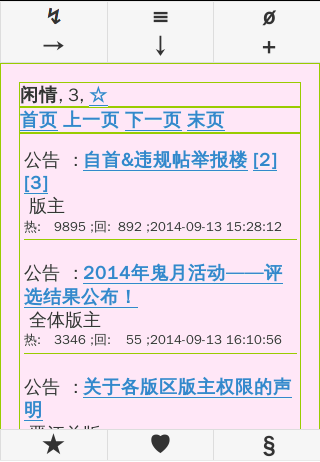 ↯ ≡ ø
→ ↓ +
闲情, 3, ☆
首页 上一页 下一页 末页
公告 :自首&违规帖举报楼 [2]
[3]
版主
热: 9895 ;回: 892 ;2014-09-13 15:28:12
公告 :2014年鬼月活动——评
选结果公布！
全体版主
热: 3346 ;回: 55 ;2014-09-13 16:10:56
公告 :关于各版区版主权限的声
明
★ ♥ §